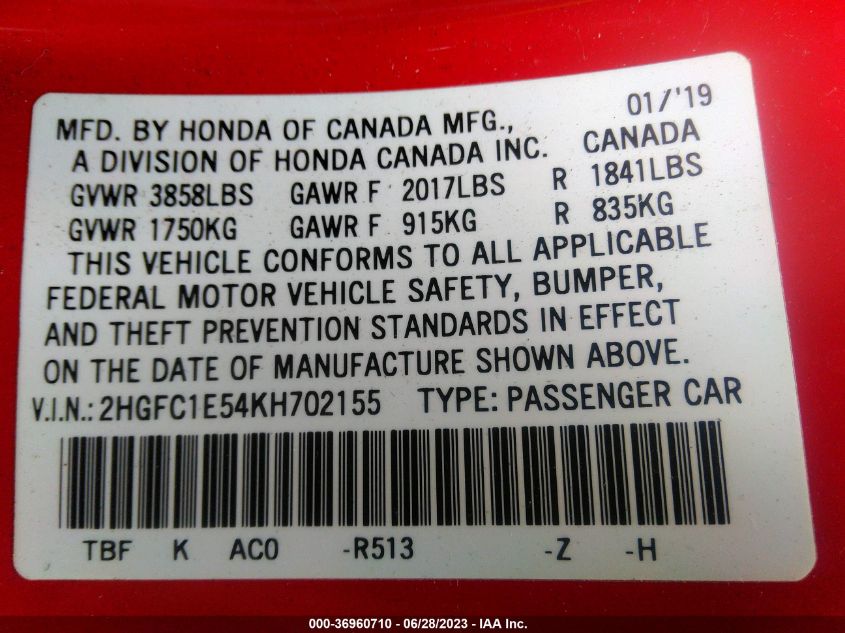 01/'19
MFD. BY HONDA OF CANADA MFG.,
A DIVISION OF HONDA CANADA INC. CANADA
GVWR 3858LBS GAWR F 2017LBS R 1841LBS
GVWR 1750KG GAWR F 915KG R 835KG
THIS VEHICLE CONFORMS TO ALL APPLICABLE
FEDERAL MOTOR VEHICLE SAFETY, BUMPER,
AND THEFT PREVENTION STANDARDS IN EFFECT
ON THE DATE OF MANUFACTURE SHOWN ABOVE.
V.I.N.: 2HGFC1E54KH702155 TYPE: PASSENGER CAR
TBF K AC0 -R513 -Z -H
000-36960710 - 06/28/2023 - IAA Inc.